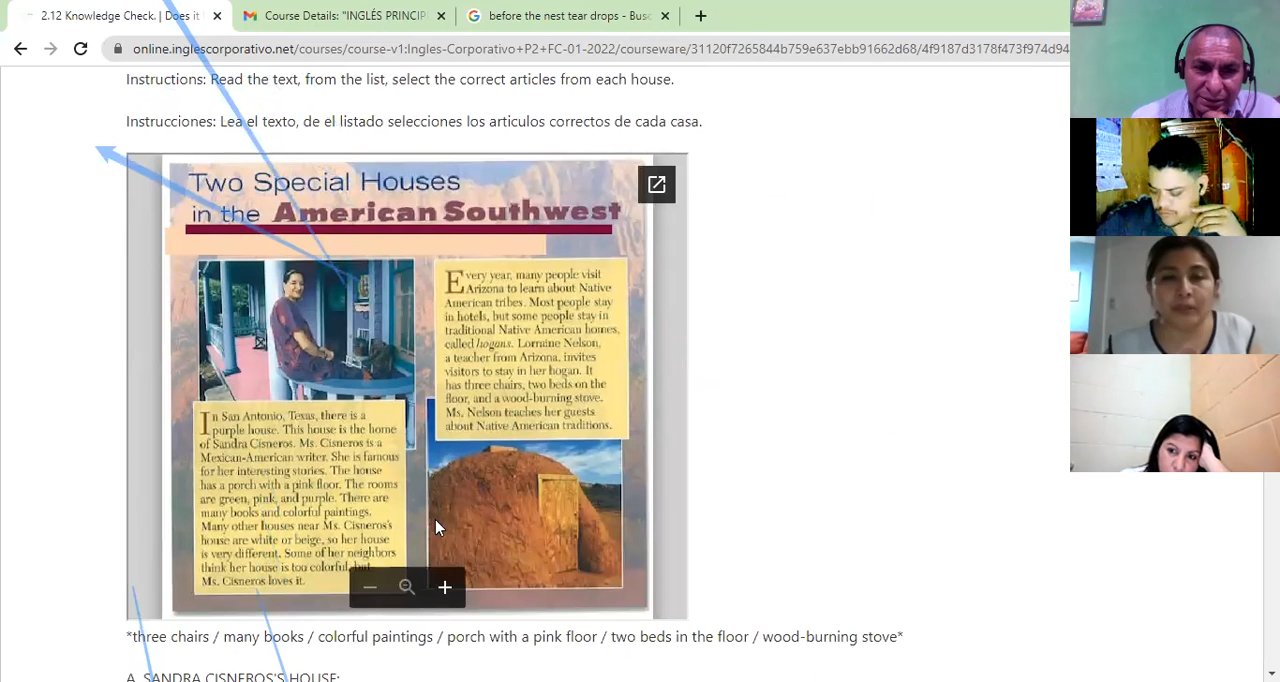 2.12 Knowledge Check. | Does it
Course Details: "INGLÉS PRINCIPI
before the nest tear drops - Busc
online.inglescorporativo.net/courses/course-v1:Ingles-Corporativo+P2+FC-01-2022/courseware/31120f7265844b759e637ebb91662d68/4f9187d3178f473f974d94
Instructions: Read the text, from the list, select the correct articles from each house.
Instrucciones: Lea el texto, de el listado selecciones los artículos correctos de cada casa.
Two Special Houses
in the American Southwest
Every year, many people visit
Arizona to learn about Native
American tribes. Most people stay
in hotels, but some people stay in
traditional Native American homes,
called hogans. Lorraine Nelson,
a teacher from Arizona, invites
visitors to stay in her hogan. It
has three chairs, two beds on the
floor, and a wood-burning stove.
Ms. Nelson teaches her guests
about Native American traditions.
In San Antonio, Texas, there is a
purple house. This house is the home
of Sandra Cisneros. Ms. Cisneros is a
Mexican-American writer. She is famous
for her interesting stories. The house
has a porch with a pink floor. The rooms
are green, pink, and purple. There are
many books and colorful paintings.
Many other houses near Ms. Cisneros's
house are white or beige, so her house
is very different. Some of her neighbors
think her house is too colorful, but
Ms. Cisneros loves it.
*three chairs / many books / colorful paintings / porch with a pink floor / two beds in the floor / wood-burning stove*
A. SANDRA CISNEROS'S HOUSE: